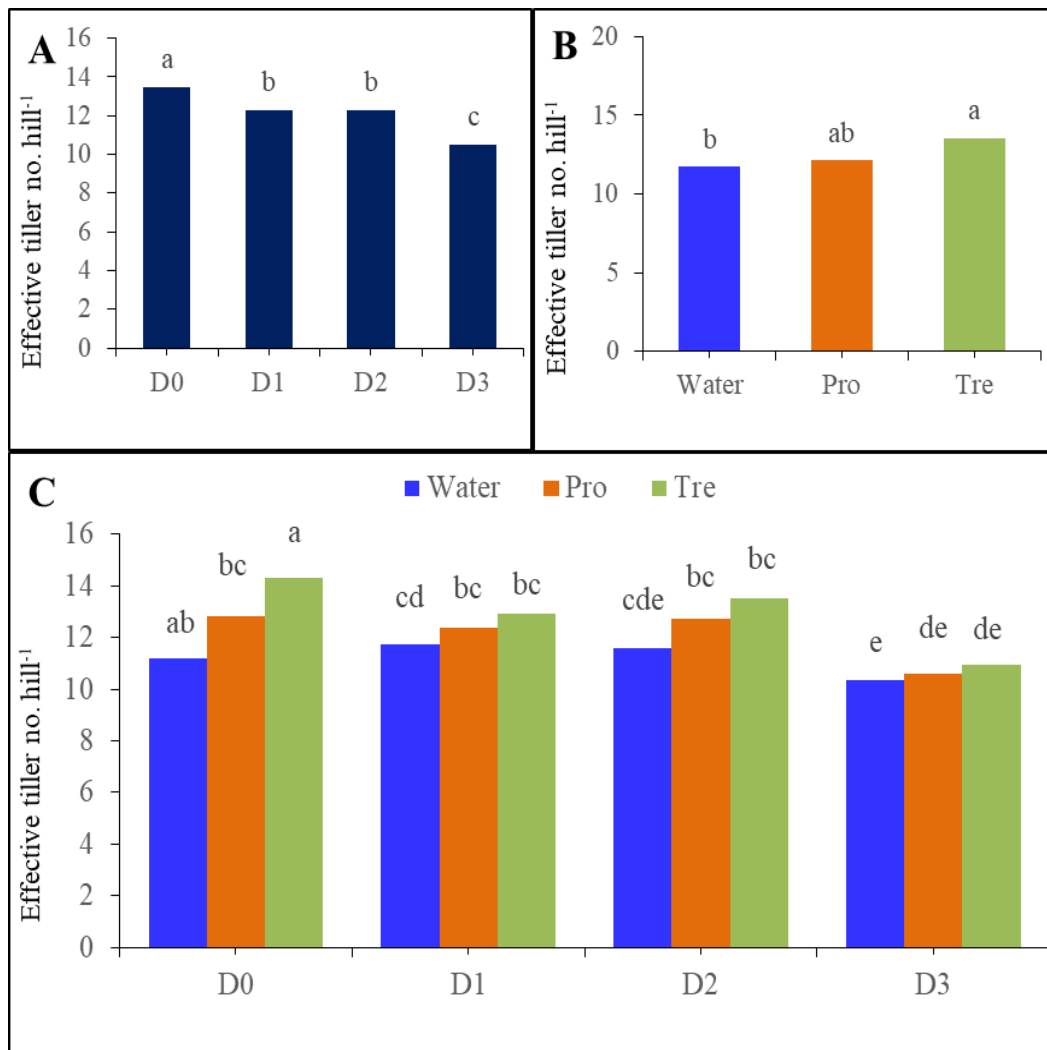 A
Effective tiller no. hill⁻¹
16
14
12
10
8
6
4
2
0
a
b
b
c
D0
D1
D2
D3
B
Effective tiller no. hill⁻¹
20
15
10
5
0
b
ab
a
Water
Pro
Tre
C
Water
Pro
Tre
Effective tiller no. hill⁻¹
16
14
12
10
8
6
4
2
0
ab
bc
a
cd
bc
bc
cde
bc
bc
e
de
de
D0
D1
D2
D3